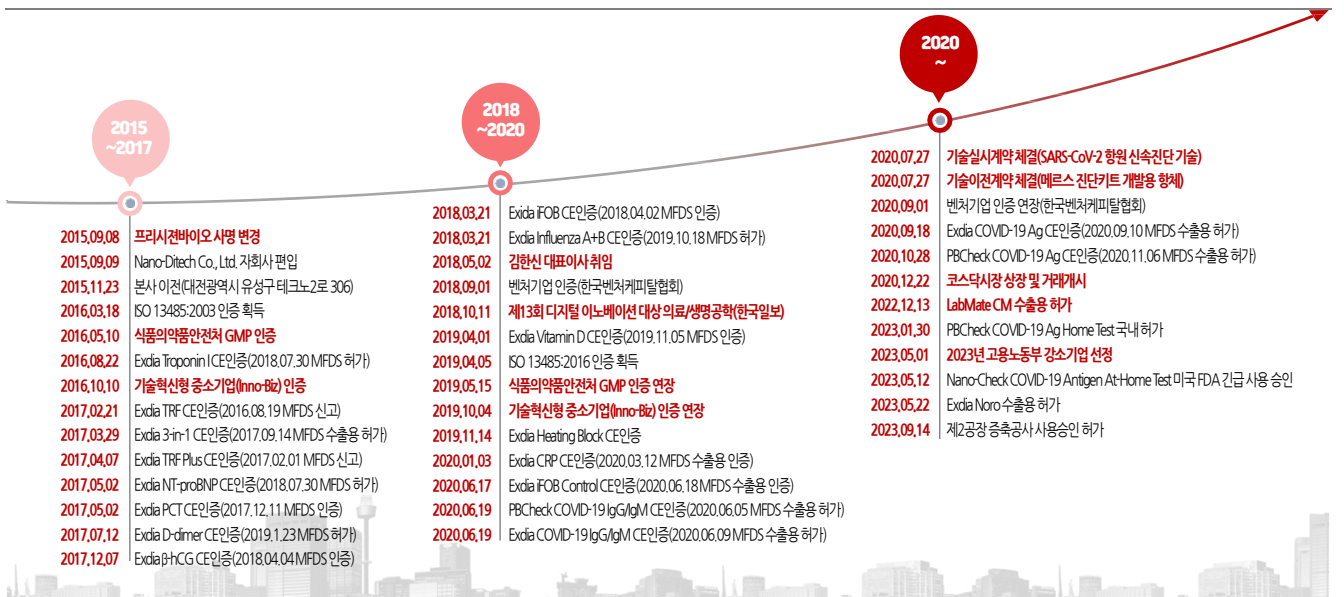 2015
~2017
2015.09.08 프리시젼바이오 사명 변경
2015.09.09 Nano-Ditech Co., Ltd. 자회사 편입
2015.11.23 본사 이전(대전광역시 유성구 테크노2로 306)
2016.03.18 ISO 13485:2003 인증 획득
2016.05.10 식품의약품안전처 GMP 인증
2016.08.22 Exdia Troponin I CE인증(2018.07.30 MFDS 허가)
2016.10.10 기술혁신형 중소기업(Inno-Biz) 인증
2017.02.21 Exdia TRF CE인증(2016.08.19 MFDS 신고)
2017.03.29 Exdia 3-in-1 CE인증(2017.09.14 MFDS 수출용 허가)
2017.04.07 Exdia TRF Plus CE인증(2017.02.01 MFDS 신고)
2017.05.02 Exdia NT-proBNP CE인증(2018.07.30 MFDS 허가)
2017.05.02 Exdia PCT CE인증(2017.12.11 MFDS 인증)
2017.07.12 Exdia D-dimer CE인증(2019.1.23 MFDS 허가)
2017.12.07 Exdia β-hCG CE인증(2018.04.04 MFDS 인증)
2018
~2020
2018.03.21 Exida iFOB CE인증(2018.04.02 MFDS 인증)
2018.03.21 Exdia Influenza A+B CE인증(2019.10.18 MFDS 허가)
2018.05.02 김한신 대표이사 취임
2018.09.01 벤처기업 인증(한국벤처케피탈협회)
2018.10.11 제13회 디지털 이노베이션 대상 의료/생명공학(한국일보)
2019.04.01 Exdia Vitamin D CE인증(2019.11.05 MFDS 인증)
2019.04.05 ISO 13485:2016 인증 획득
2019.05.15 식품의약품안전처 GMP 인증 연장
2019.10.04 기술혁신형 중소기업(Inno-Biz) 인증 연장
2019.11.14 Exdia Heating Block CE인증
2020.01.03 Exdia CRP CE인증(2020.03.12 MFDS 수출용 인증)
2020.06.17 Exdia iFOB Control CE인증(2020.06.18 MFDS 수출용 인증)
2020.06.19 PBCheck COVID-19 IgG/IgM CE인증(2020.06.05 MFDS 수출용 허가)
2020.06.19 Exdia COVID-19 IgG/IgM CE인증(2020.06.09 MFDS 수출용 허가)
2020
~
2020.07.27 기술실시계약 체결(SARS-CoV-2 항원 신속진단 기술)
2020.07.27 기술이전계약 체결(메르스 진단키트 개발용 항체)
2020.09.01 벤처기업 인증 연장(한국벤처케피탈협회)
2020.09.18 Exdia COVID-19 Ag CE인증(2020.09.10 MFDS 수출용 허가)
2020.10.28 PBCheck COVID-19 Ag CE인증(2020.11.06 MFDS 수출용 허가)
2020.12.22 코스닥시장 상장 및 거래개시
2022.12.13 LabMate CM 수출용 허가
2023.01.30 PBCheck COVID-19 Ag Home Test 국내 허가
2023.05.01 2023년 고용노동부 강소기업 선정
2023.05.12 Nano-Check COVID-19 Antigen At-Home Test 미국 FDA 긴급 사용 승인
2023.05.22 Exdia Noro 수출용 허가
2023.09.14 제2공장 증축공사 사용승인 허가